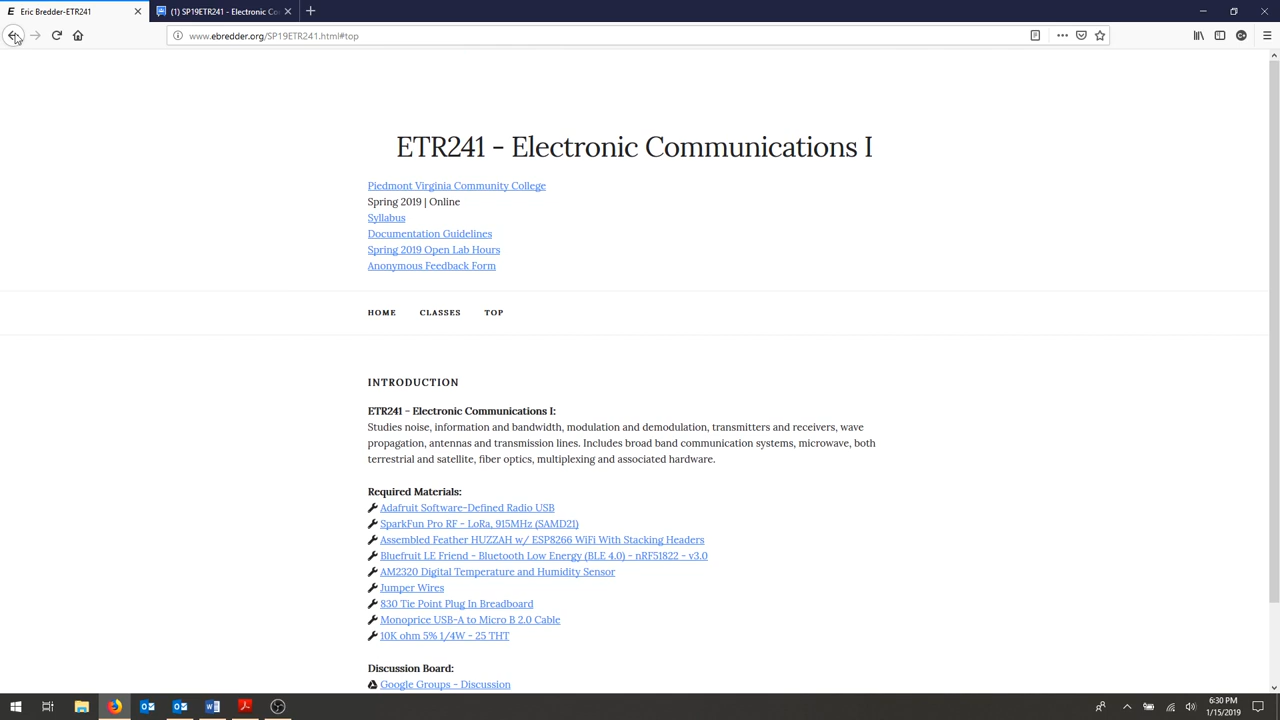 Eric Bredder-ETR241
(1) SP19ETR241 - Electronic Co
www.ebredder.org/SP19ETR241.html#top
ETR241 - Electronic Communications I
Piedmont Virginia Community College
Spring 2019 | Online
Syllabus
Documentation Guidelines
Spring 2019 Open Lab Hours
Anonymous Feedback Form
HOME CLASSES TOP
INTRODUCTION
ETR241 - Electronic Communications I:
Studies noise, information and bandwidth, modulation and demodulation, transmitters and receivers, wave
propagation, antennas and transmission lines. Includes broad band communication systems, microwave, both
terrestrial and satellite, fiber optics, multiplexing and associated hardware.
Required Materials:
Adafruit Software-Defined Radio USB
SparkFun Pro RF - LoRa, 915MHz (SAMD21)
Assembled Feather HUZZAH w/ ESP8266 WiFi With Stacking Headers
Bluefruit LE Friend - Bluetooth Low Energy (BLE 4.0) - nRF51822 - v3.0
AM2320 Digital Temperature and Humidity Sensor
Jumper Wires
830 Tie Point Plug In Breadboard
Monoprice USB-A to Micro B 2.0 Cable
10K ohm 5% 1/4W - 25 THT
Discussion Board:
Google Groups - Discussion
6:30 PM
1/15/2019